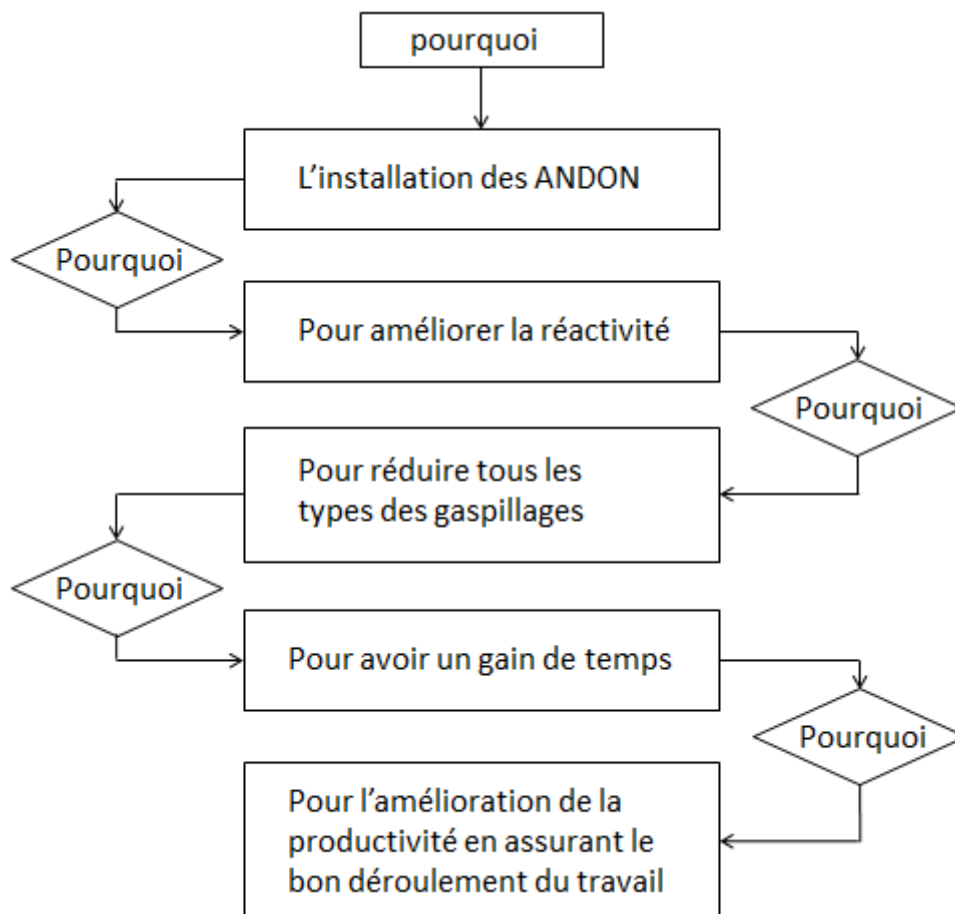 pourquoi
L’installation des ANDON
Pourquoi
Pour améliorer la réactivité
Pourquoi
Pour réduire tous les
types des gaspillages
Pourquoi
Pour avoir un gain de temps
Pourquoi
Pour l’amélioration de la
productivité en assurant le
bon déroulement du travail